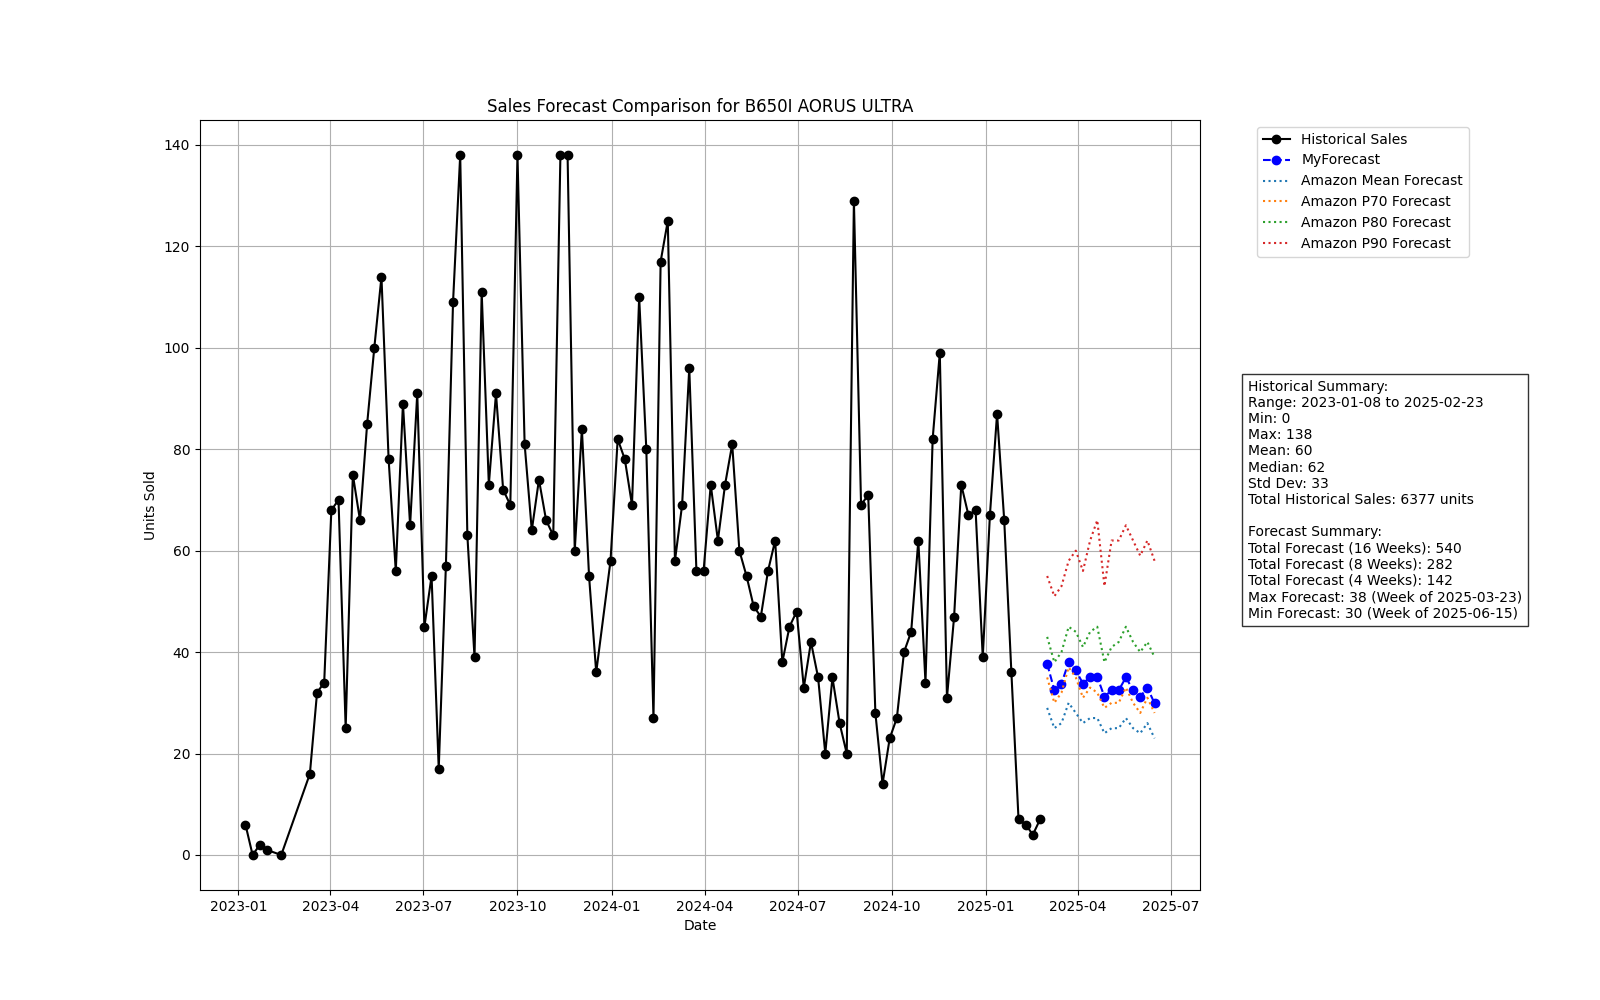 Sales Forecast Comparison for B650I AORUS ULTRA
Units Sold
140
120
100
80
60
40
20
0
2023-01
2023-04
2023-07
2023-10
2024-01
2024-04
2024-07
2024-10
2025-01
2025-04
2025-07
Date
Historical Sales
MyForecast
Amazon Mean Forecast
Amazon P70 Forecast
Amazon P80 Forecast
Amazon P90 Forecast
Historical Summary:
Range: 2023-01-08 to 2025-02-23
Min: 0
Max: 138
Mean: 60
Median: 62
Std Dev: 33
Total Historical Sales: 6377 units
Forecast Summary:
Total Forecast (16 Weeks): 540
Total Forecast (8 Weeks): 282
Total Forecast (4 Weeks): 142
Max Forecast: 38 (Week of 2025-03-23)
Min Forecast: 30 (Week of 2025-06-15)